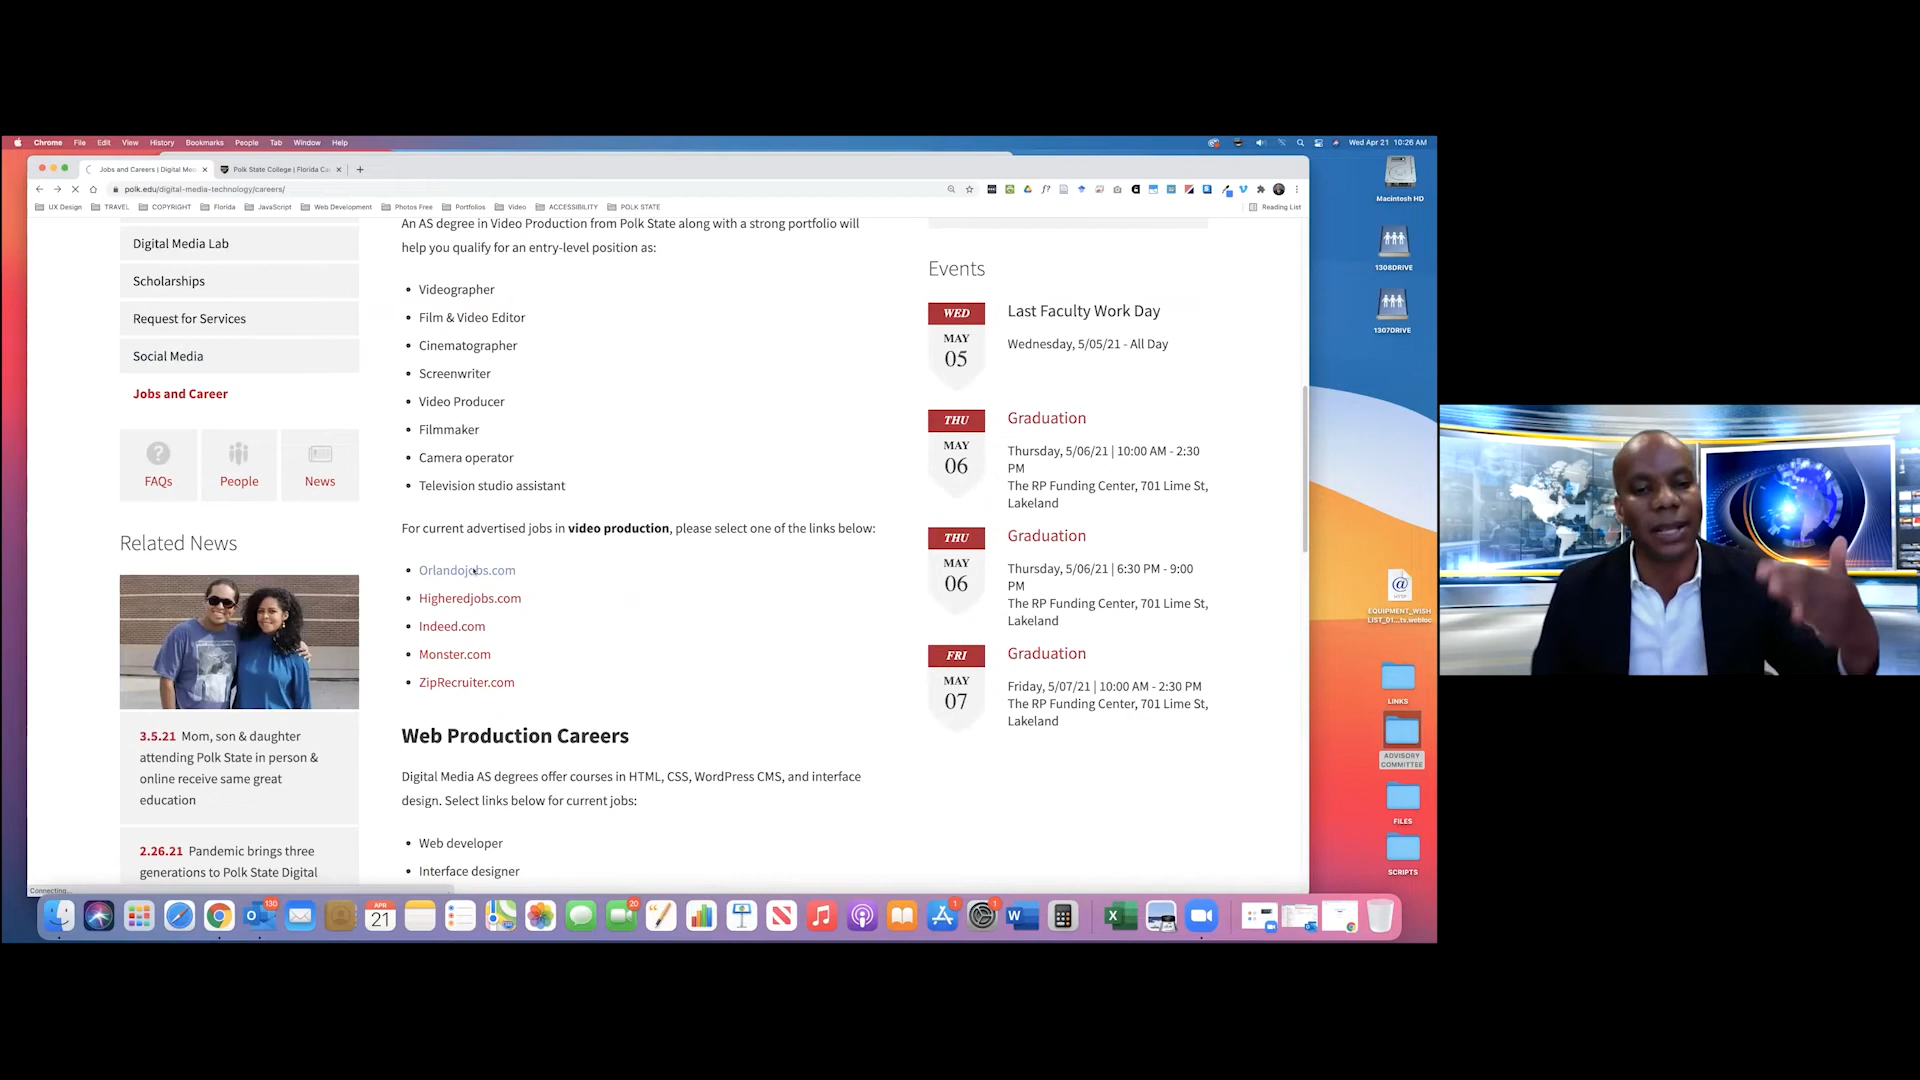 Chrome File Edit View History Bookmarks People Tab Window Help
Wed Apr 21 10:26 AM
Jobs and Careers | Digital Med
Polk State College | Florida Ca
polk.edu/digital-media-technology/careers/
UX Design TRAVEL COPYRIGHT Florida JavaScript Web Development Photos Free Portfolios Video ACCESSIBILITY POLK STATE
Reading List
Digital Media Lab
Scholarships
Request for Services
Social Media
Jobs and Career
FAQs
People
News
Related News
3.5.21 Mom, son & daughter
attending Polk State in person &
online receive same great
education
2.26.21 Pandemic brings three
generations to Polk State Digital
Connecting...
An AS degree in Video Production from Polk State along with a strong portfolio will
help you qualify for an entry-level position as:
Videographer
Film & Video Editor
Cinematographer
Screenwriter
Video Producer
Filmmaker
Camera operator
Television studio assistant
For current advertised jobs in video production, please select one of the links below:
Orlandojobs.com
Higheredjobs.com
Indeed.com
Monster.com
ZipRecruiter.com
Web Production Careers
Digital Media AS degrees offer courses in HTML, CSS, WordPress CMS, and interface
design. Select links below for current jobs:
Web developer
Interface designer
Events
WED
MAY
05
Last Faculty Work Day
Wednesday, 5/05/21 - All Day
THU
MAY
06
Graduation
Thursday, 5/06/21 | 10:00 AM - 2:30
PM
The RP Funding Center, 701 Lime St,
Lakeland
THU
MAY
06
Graduation
Thursday, 5/06/21 | 6:30 PM - 9:00
PM
The RP Funding Center, 701 Lime St,
Lakeland
FRI
MAY
07
Graduation
Friday, 5/07/21 | 10:00 AM - 2:30 PM
The RP Funding Center, 701 Lime St,
Lakeland
Macintosh HD
1308DRIVE
1307DRIVE
EQUIPMENT_WISH
LIST_01...ts.webloc
LINKS
ADVISORY
COMMITTEE
FILES
SCRIPTS
130
APR
21
20
1
1